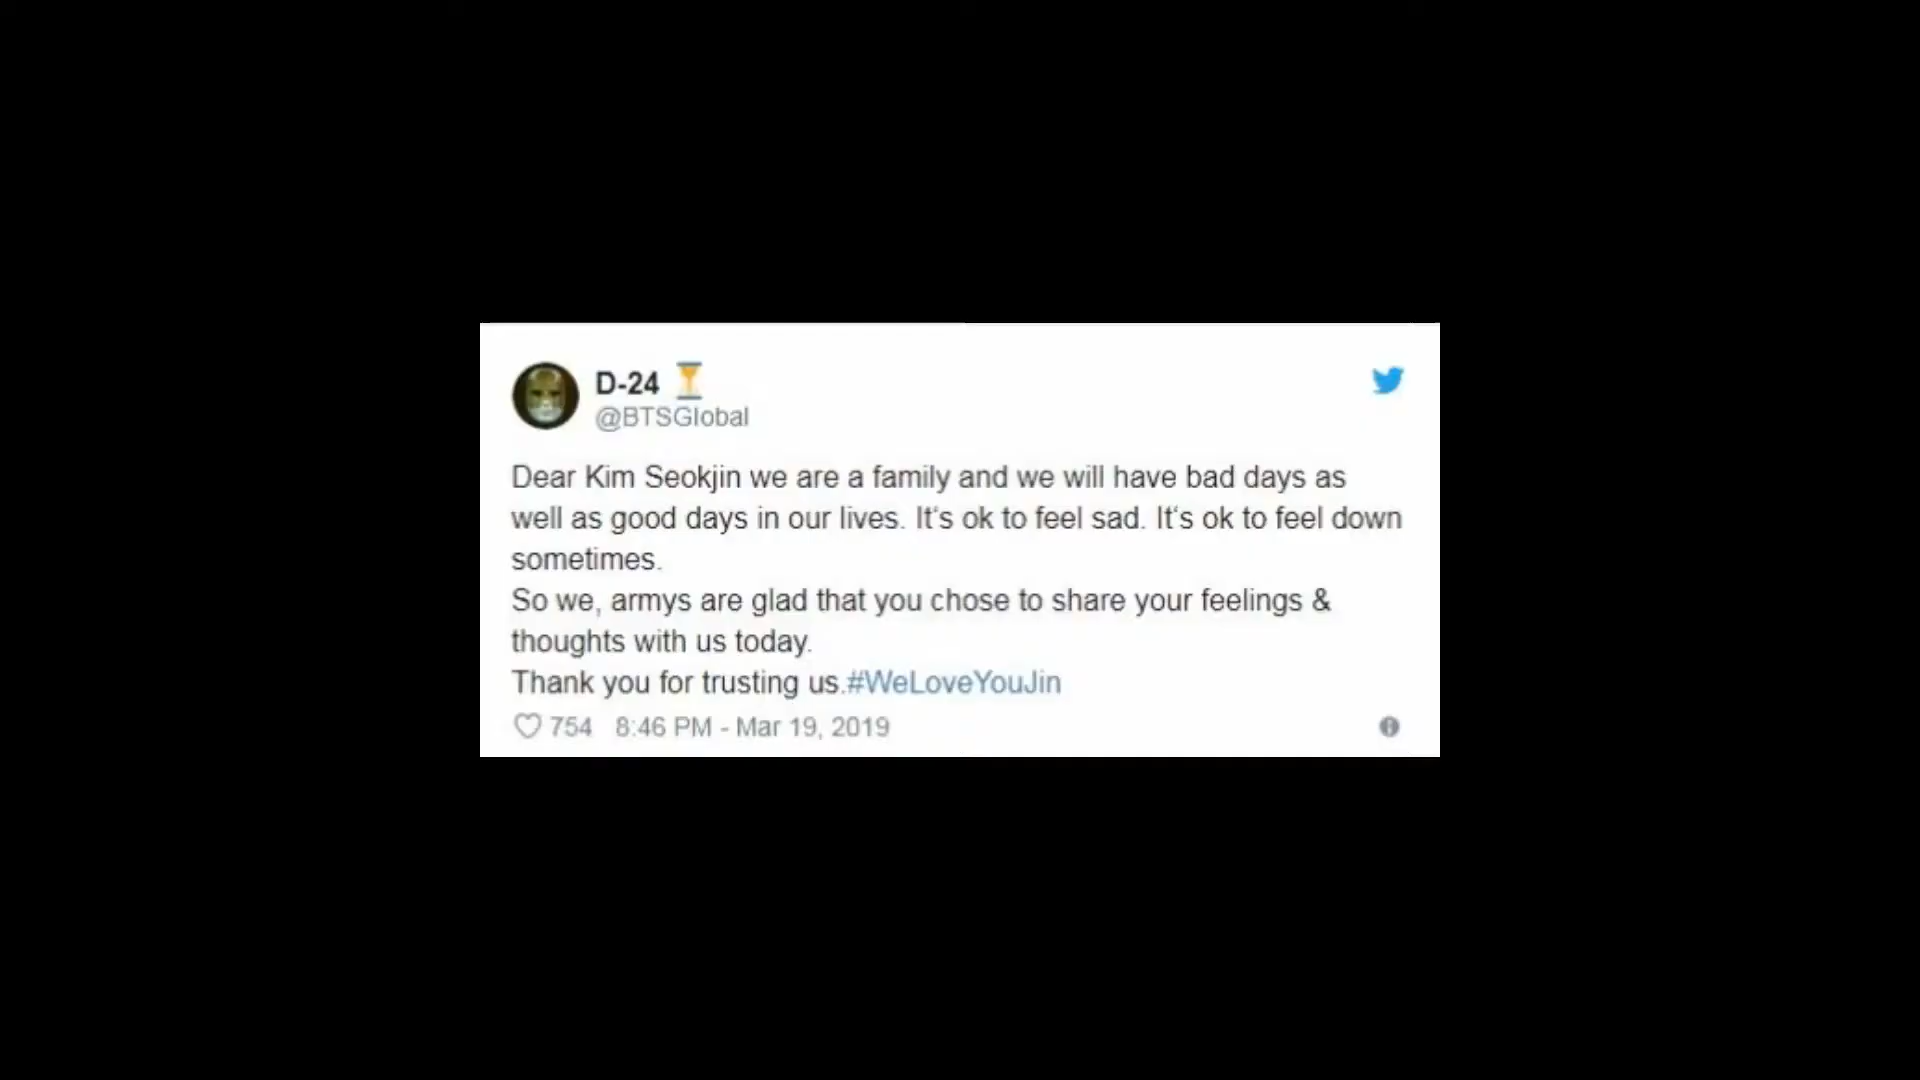 D-24 ⏳
@BTSGlobal
Dear Kim Seokjin we are a family and we will have bad days as
well as good days in our lives. It's ok to feel sad. It's ok to feel down
sometimes.
So we, armys are glad that you chose to share your feelings &
thoughts with us today.
Thank you for trusting us.#WeLoveYouJin
754 8:46 PM - Mar 19, 2019